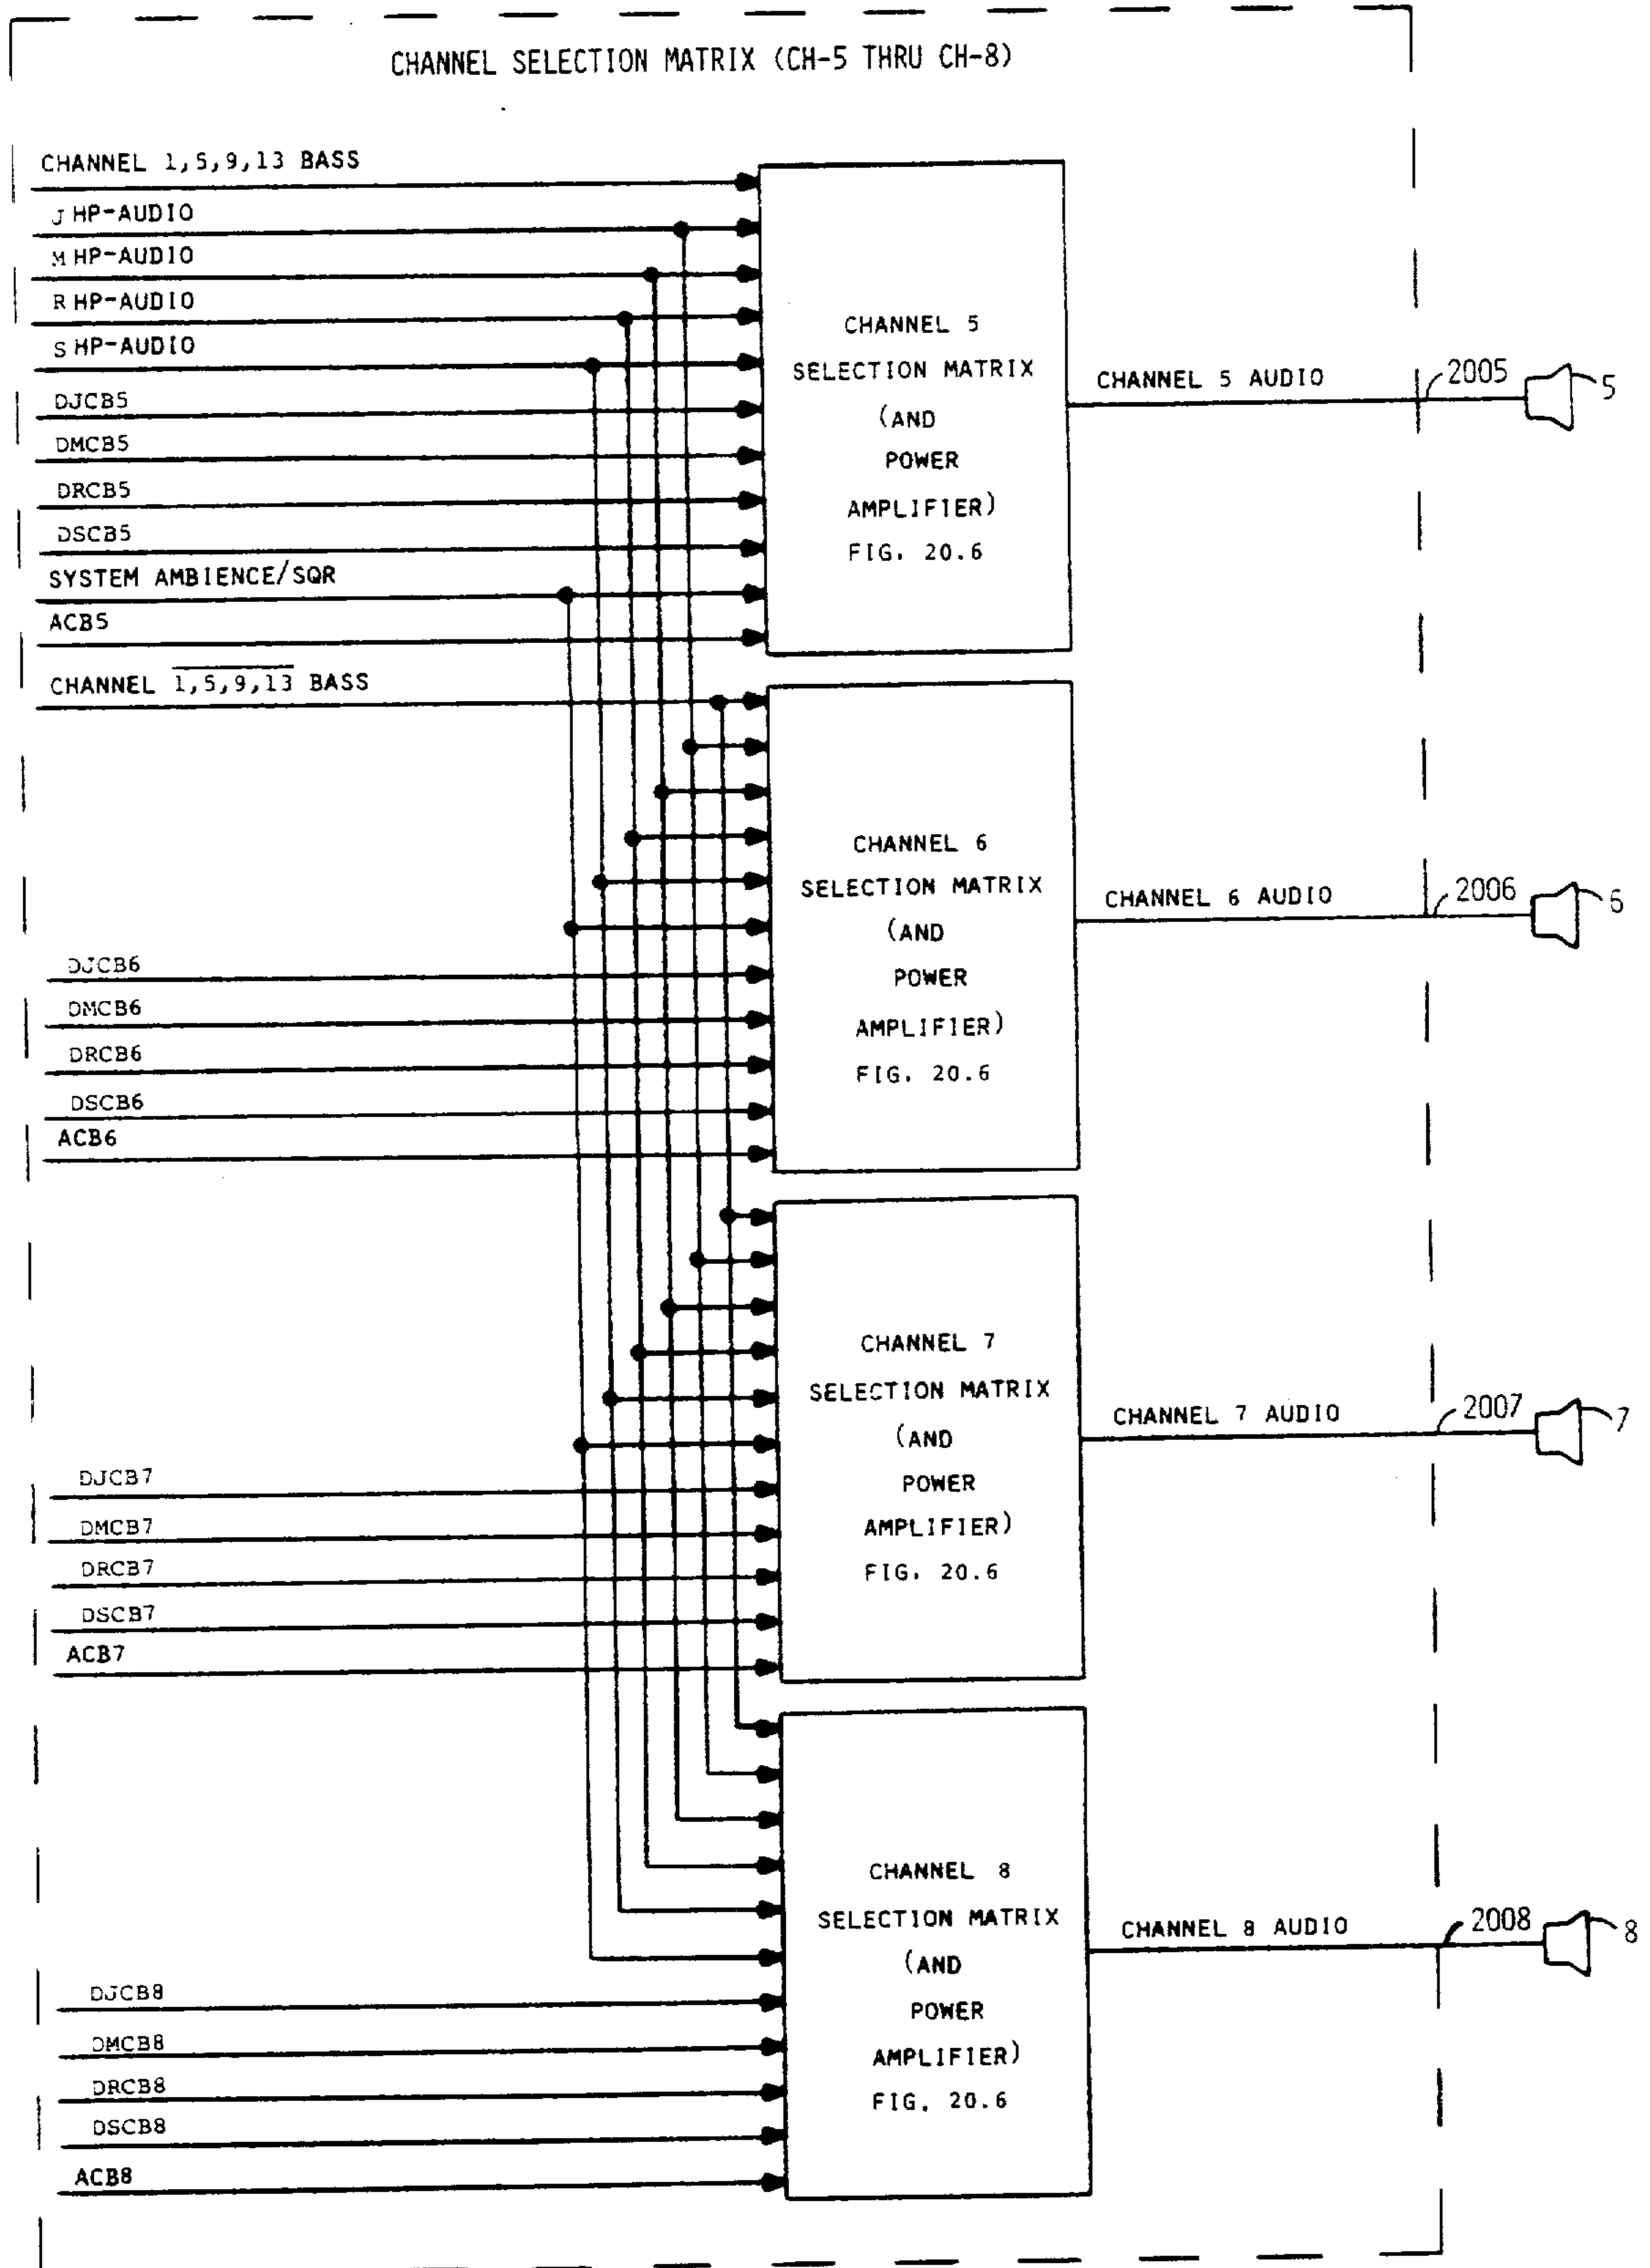 CHANNEL SELECTION MATRIX (CH-5 THRU CH-8)
CHANNEL 1,5,9,13 BASS
J HP-AUDIO
M HP-AUDIO
R HP-AUDIO
S HP-AUDIO
DJCB5
DMCB5
DRCB5
DSCB5
SYSTEM AMBIENCE/SQR
ACB5
CHANNEL 5
SELECTION MATRIX
(AND
POWER
AMPLIFIER)
FIG. 20.6
CHANNEL 5 AUDIO
2005
5
CHANNEL 1,5,9,13 BASS
DJCB6
DMCB6
DRCB6
DSCB6
ACB6
CHANNEL 6
SELECTION MATRIX
(AND
POWER
AMPLIFIER)
FIG. 20.6
CHANNEL 6 AUDIO
2006
6
DJCB7
DMCB7
DRCB7
DSCB7
ACB7
CHANNEL 7
SELECTION MATRIX
(AND
POWER
AMPLIFIER)
FIG. 20.6
CHANNEL 7 AUDIO
2007
7
DJCB8
DMCB8
DRCB8
DSCB8
ACB8
CHANNEL 8
SELECTION MATRIX
(AND
POWER
AMPLIFIER)
FIG. 20.6
CHANNEL 8 AUDIO
2008
8